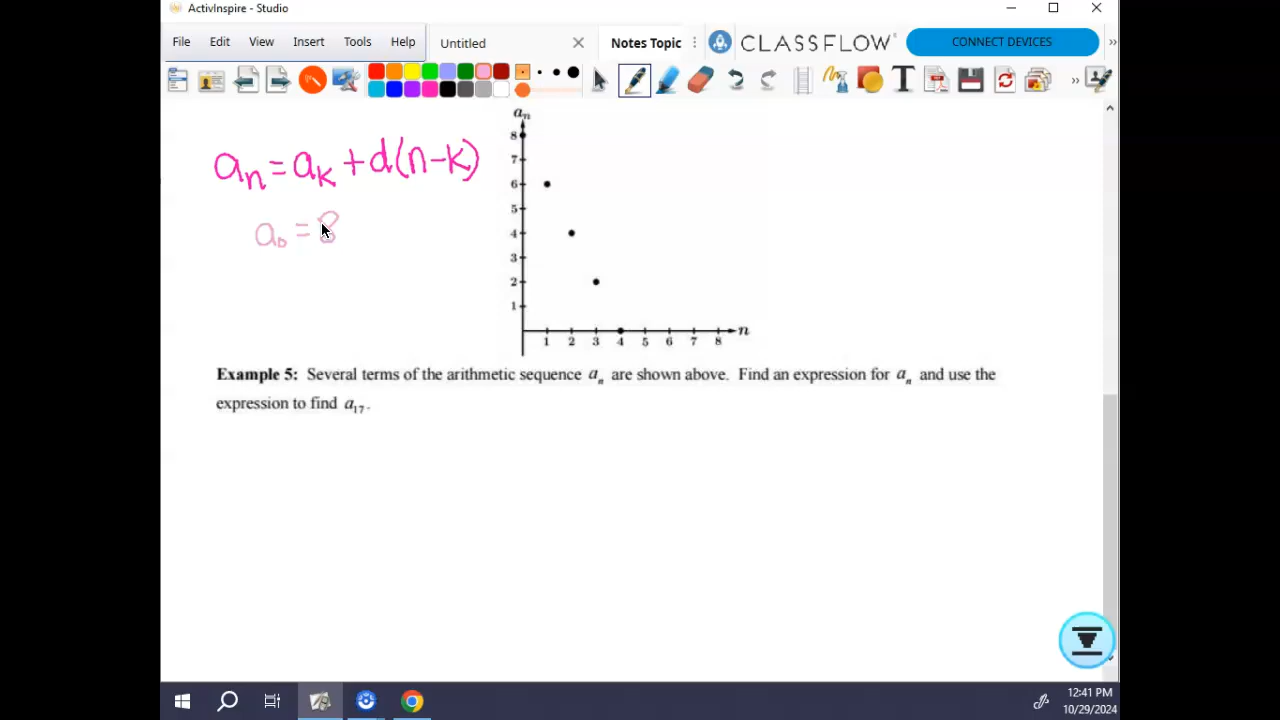 ActivInspire - Studio
File Edit View Insert Tools Help
Untitled
Notes Topic
CLASSFLOW
CONNECT DEVICES
aₙ = aₖ + d(n-k)
a₀ = 8
aₙ
8
7
6
5
4
3
2
1
1 2 3 4 5 6 7 8
n
Example 5: Several terms of the arithmetic sequence aₙ are shown above. Find an expression for aₙ and use the
expression to find a₁₇.
12:41 PM
10/29/2024